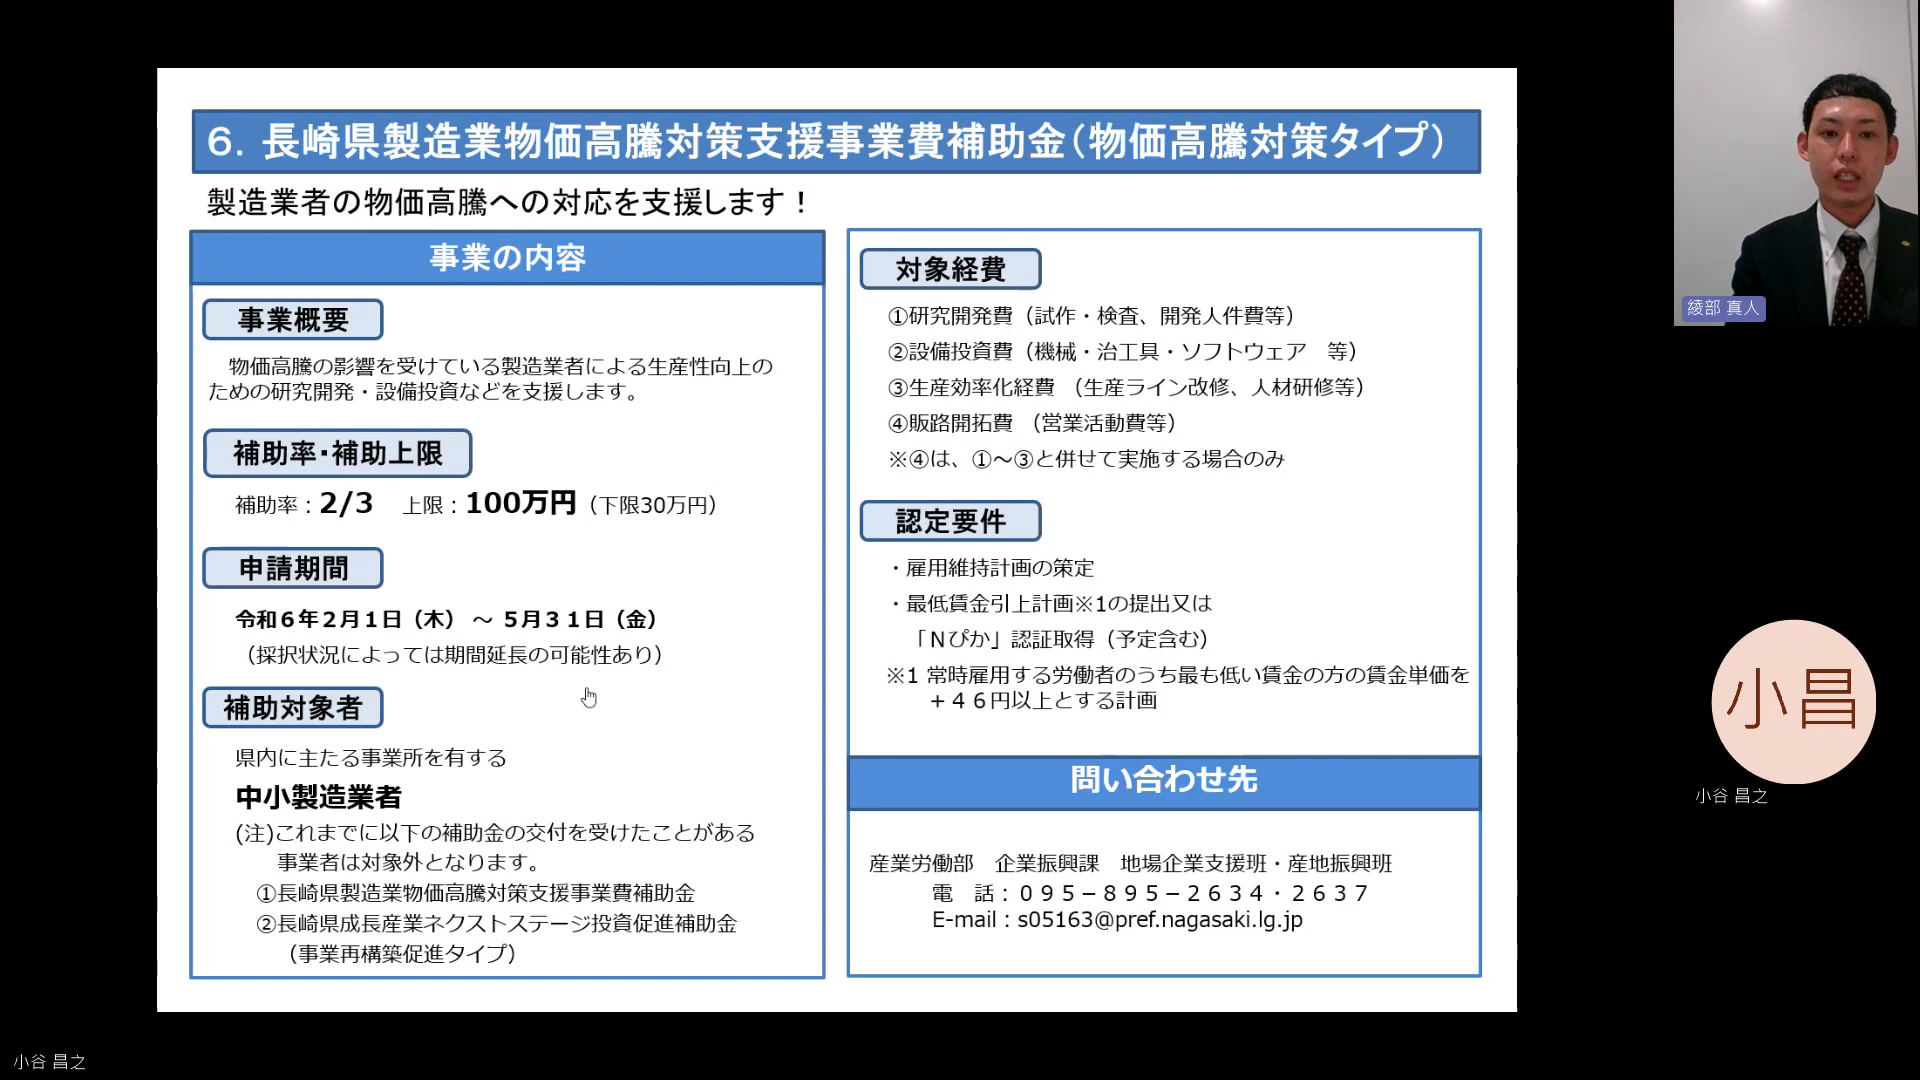 ６．長崎県製造業物価高騰対策支援事業費補助金（物価高騰対策タイプ）
製造業者の物価高騰への対応を支援します！
事業の内容
事業概要
物価高騰の影響を受けている製造業者による生産性向上の
ための研究開発・設備投資などを支援します。
補助率・補助上限
補助率：2/3　上限：100万円（下限30万円）
申請期間
令和６年２月１日（木）～ ５月３１日（金）
（採択状況によっては期間延長の可能性あり）
補助対象者
県内に主たる事業所を有する
中小製造業者
(注)これまでに以下の補助金の交付を受けたことがある
事業者は対象外となります。
①長崎県製造業物価高騰対策支援事業費補助金
②長崎県成長産業ネクストステージ投資促進補助金
（事業再構築促進タイプ）
対象経費
①研究開発費（試作・検査、開発人件費等）
②設備投資費（機械・治工具・ソフトウェア　等）
③生産効率化経費　（生産ライン改修、人材研修等）
④販路開拓費　（営業活動費等）
※④は、①～③と併せて実施する場合のみ
認定要件
・雇用維持計画の策定
・最低賃金引上計画※1の提出又は
「Ｎぴか」認証取得（予定含む）
※1 常時雇用する労働者のうち最も低い賃金の方の賃金単価を
＋４６円以上とする計画
問い合わせ先
産業労働部　企業振興課　地場企業支援班・産地振興班
電　話：０９５－８９５－２６３４・２６３７
E-mail：s05163@pref.nagasaki.lg.jp
綾部 真人
小昌
小谷 昌之
小谷 昌之